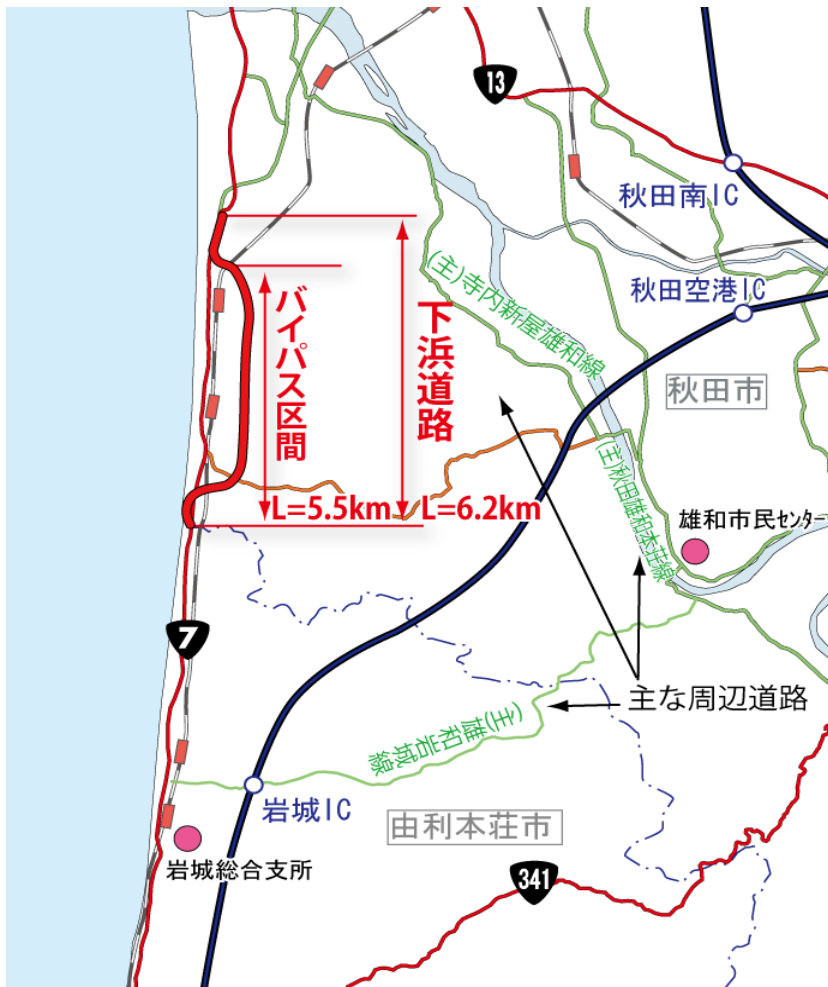 13
秋田南IC
秋田空港IC
(主)寺内新屋雄和線
下浜道路
バイパス区間
秋田市
L=5.5km
L=6.2km
(主)秋田雄和本荘線
雄和市民センター
7
主な周辺道路
(主)雄和岩城線
岩城IC
由利本荘市
岩城総合支所
341